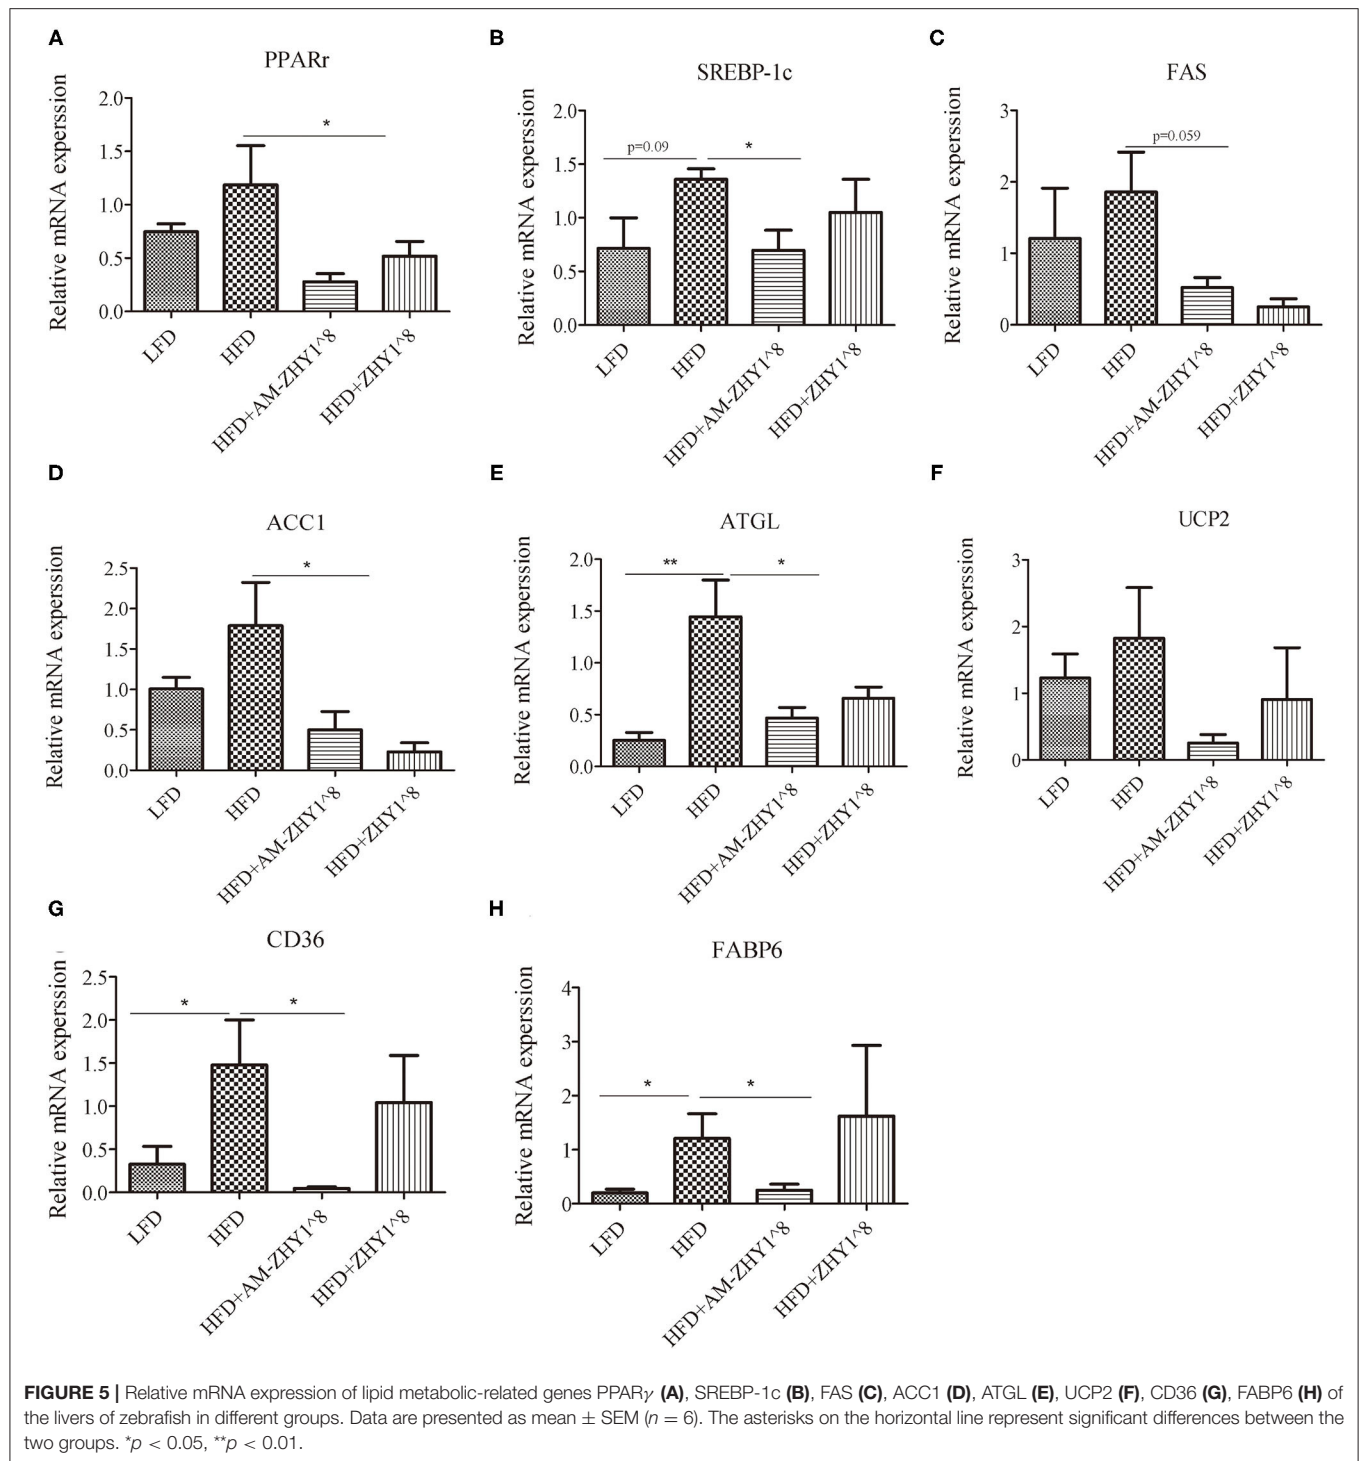 A
PPARr
Relative mRNA experssion
2.0
1.5
1.0
0.5
0.0
*
LFD
HFD
HFD+AM-ZHY1^8
HFD+ZHY1^8
B
SREBP-1c
Relative mRNA experssion
2.0
1.5
1.0
0.5
0.0
p=0.09
*
LFD
HFD
HFD+AM-ZHY1^8
HFD+ZHY1^8
C
FAS
Relative mRNA experssion
3
2
1
0
p=0.059
LFD
HFD
HFD+AM-ZHY1^8
HFD+ZHY1^8
D
ACC1
Relative mRNA experssion
2.5
2.0
1.5
1.0
0.5
0.0
*
LFD
HFD
HFD+AM-ZHY1^8
HFD+ZHY1^8
E
ATGL
Relative mRNA experssion
2.0
1.5
1.0
0.5
0.0
**
*
LFD
HFD
HFD+AM-ZHY1^8
HFD+ZHY1^8
F
UCP2
Relative mRNA experssion
3
2
1
0
LFD
HFD
HFD+AM-ZHY1^8
HFD+ZHY1^8
G
CD36
Relative mRNA experssion
2.5
2.0
1.5
1.0
0.5
0.0
*
*
LFD
HFD
HFD+AM-ZHY1^8
HFD+ZHY1^8
H
FABP6
Relative mRNA experssion
4
3
2
1
0
*
*
LFD
HFD
HFD+AM-ZHY1^8
HFD+ZHY1^8
FIGURE 5 | Relative mRNA expression of lipid metabolic-related genes PPARγ (A), SREBP-1c (B), FAS (C), ACC1 (D), ATGL (E), UCP2 (F), CD36 (G), FABP6 (H) of
the livers of zebrafish in different groups. Data are presented as mean ± SEM (n = 6). The asterisks on the horizontal line represent significant differences between the
two groups. *p < 0.05, **p < 0.01.